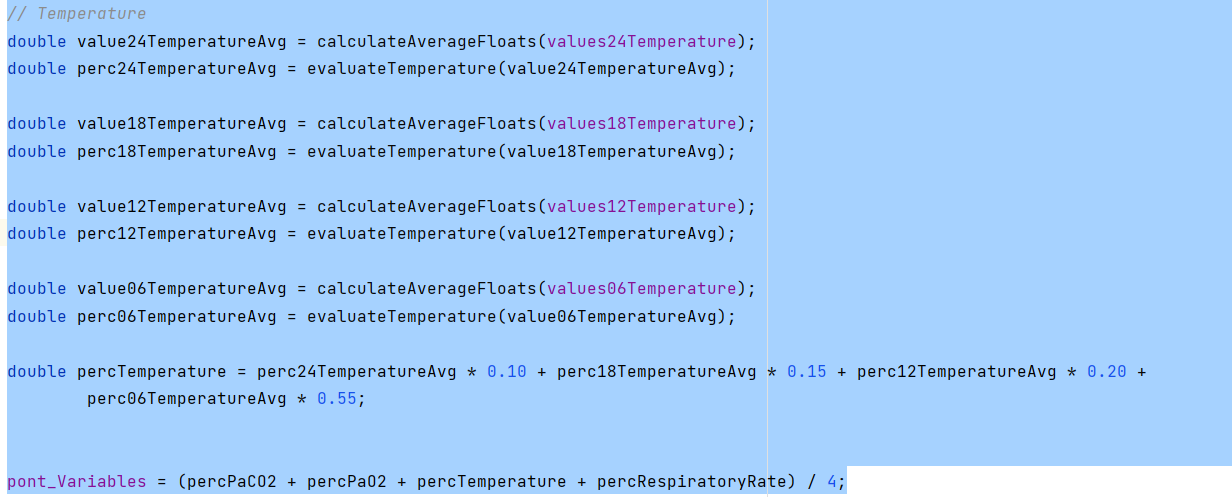 // Temperature
double value24TemperatureAvg = calculateAverageFloats(values24Temperature);
double perc24TemperatureAvg = evaluateTemperature(value24TemperatureAvg);
double value18TemperatureAvg = calculateAverageFloats(values18Temperature);
double perc18TemperatureAvg = evaluateTemperature(value18TemperatureAvg);
double value12TemperatureAvg = calculateAverageFloats(values12Temperature);
double perc12TemperatureAvg = evaluateTemperature(value12TemperatureAvg);
double value06TemperatureAvg = calculateAverageFloats(values06Temperature);
double perc06TemperatureAvg = evaluateTemperature(value06TemperatureAvg);
double percTemperature = perc24TemperatureAvg * 0.10 + perc18TemperatureAvg * 0.15 + perc12TemperatureAvg * 0.20 +
perc06TemperatureAvg * 0.55;
pont_Variables = (percPaCO2 + percPaO2 + percTemperature + percRespiratoryRate) / 4;